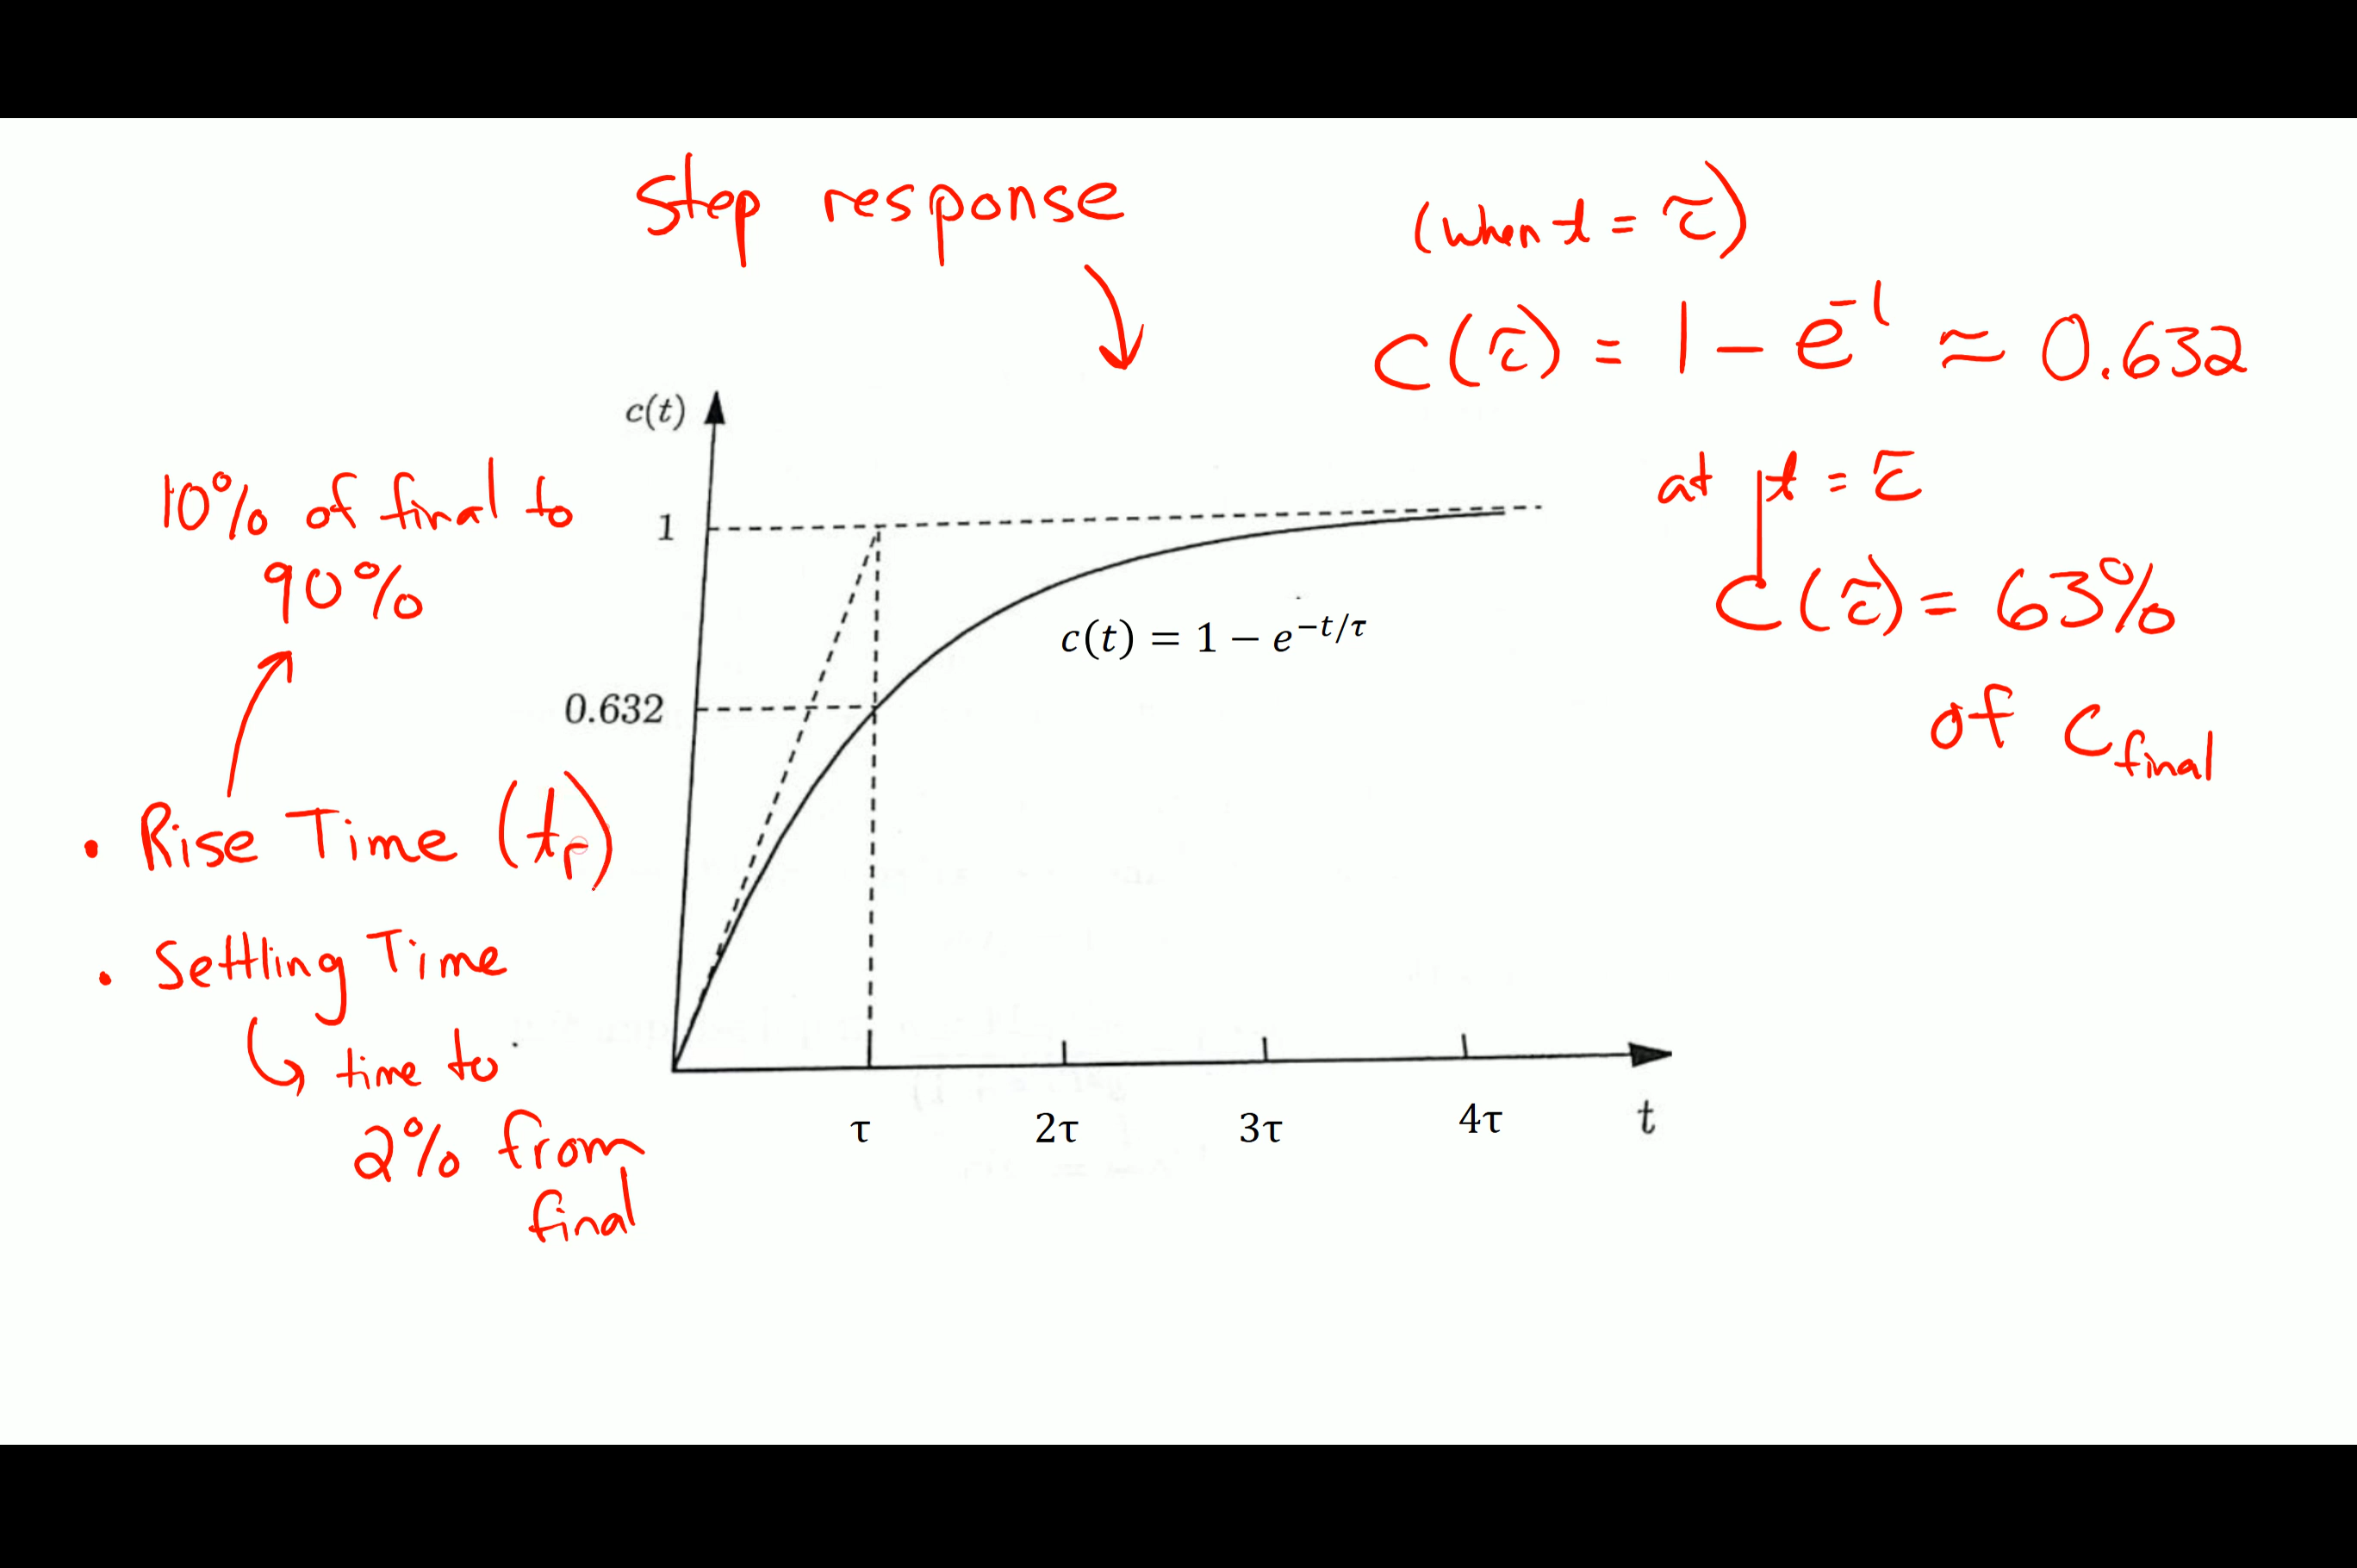 Step response
(when t = τ)
c(τ) = 1 − e⁻¹ ≈ 0.632
c(t)
10% of final to
90%
at t = τ
1
c(τ) = 63%
of c_final
c(t) = 1 − e^{−t/τ}
0.632
• Rise Time (t_r)
• Settling Time
time to
2% from
final
τ 2τ 3τ 4τ t